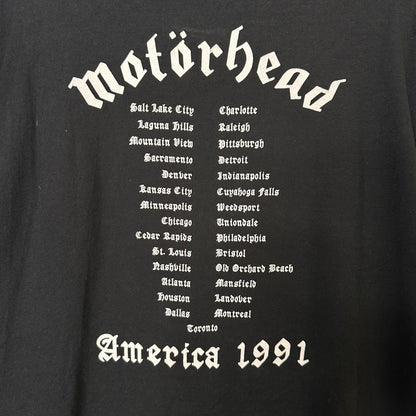 Motörhead
Salt Lake City Charlotte
Laguna Hills Raleigh
Mountain View Pittsburgh
Sacramento Detroit
Denver Indianapolis
Kansas City Cuyahoga Falls
Minneapolis Weedsport
Chicago Uniondale
Cedar Rapids Philadelphia
St. Louis Bristol
Nashville Old Orchard Beach
Atlanta Mansfield
Houston Landover
Dallas Montreal
Toronto
America 1991